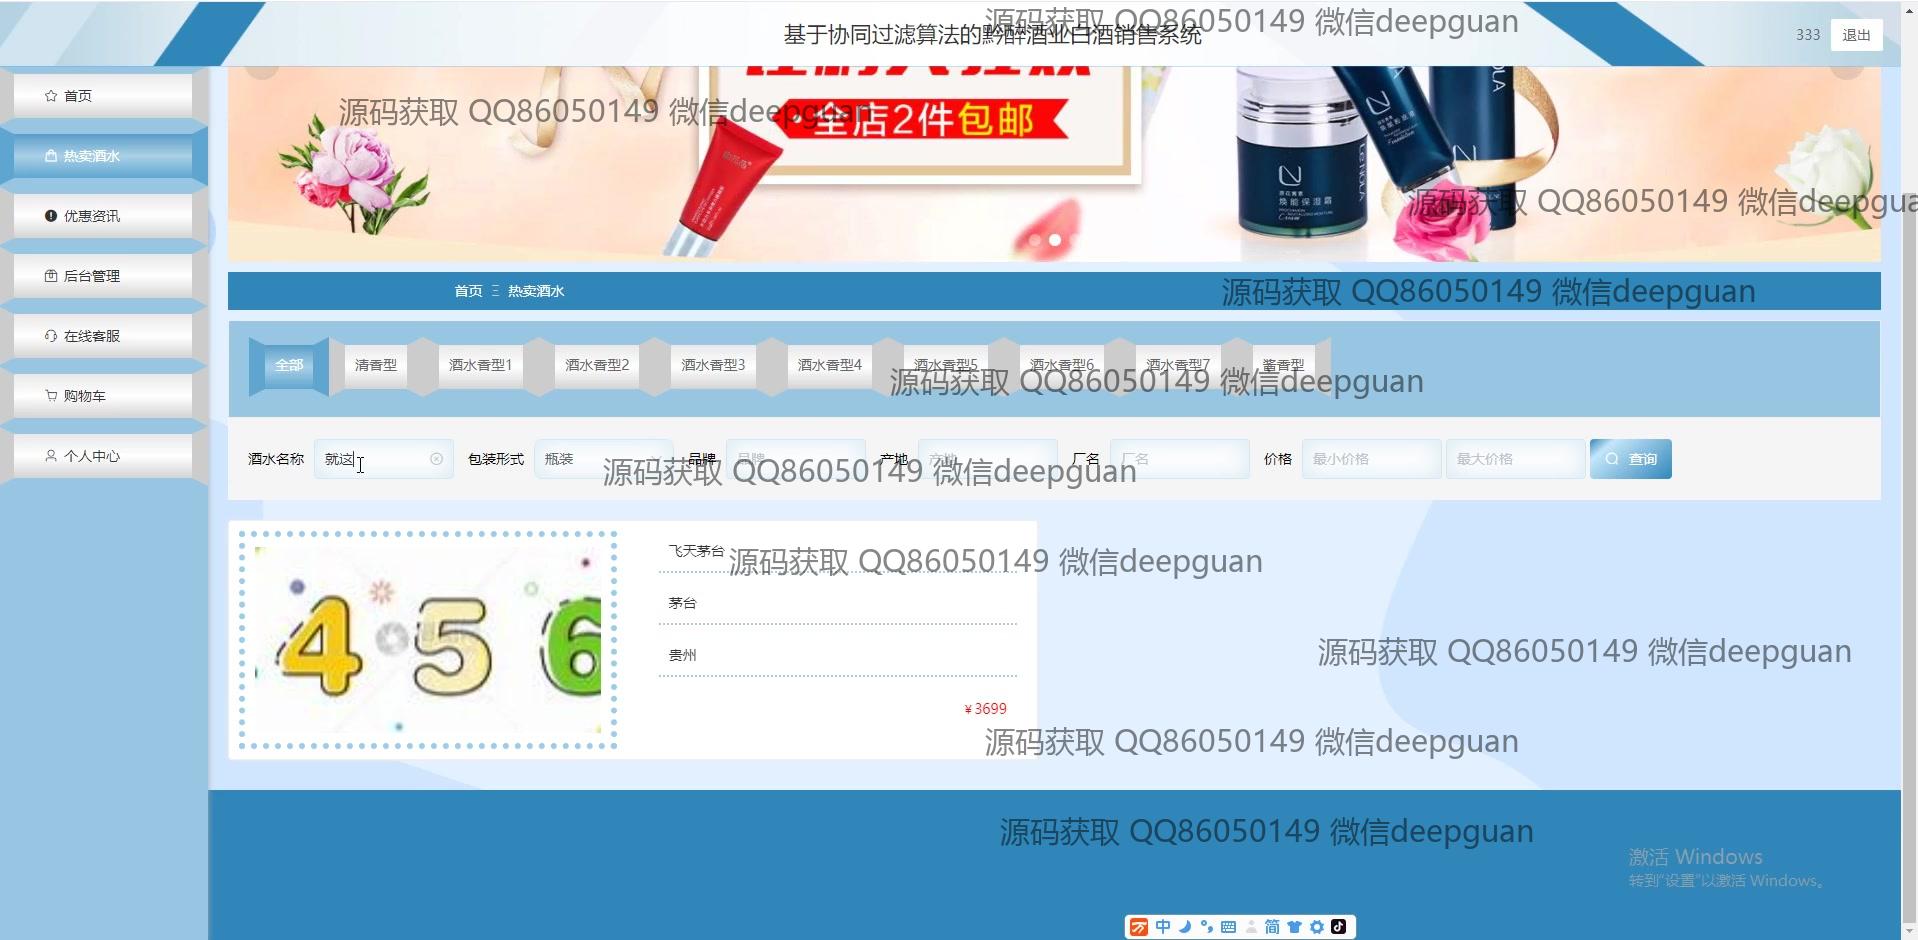 源码获取 QQ86050149 微信deepguan
基于协同过滤算法的黔醉酒业白酒销售系统
333
退出
首页
热卖酒水
优惠资讯
后台管理
在线客服
购物车
个人中心
源码获取 QQ86050149 微信deepguan
全店2件包邮
焕能保湿霜
Cream
源码获取 QQ86050149 微信deepgua
首页 Ξ 热卖酒水
源码获取 QQ86050149 微信deepguan
全部 清香型 酒水香型1 酒水香型2 酒水香型3 酒水香型4 酒水香型5 酒水香型6 酒水香型7 酱香型
源码获取 QQ86050149 微信deepguan
酒水名称 就这 包装形式 瓶装 品牌 品牌 产地 产地 厂名 厂名 价格 最小价格 最大价格 查询
源码获取 QQ86050149 微信deepguan
4 5 6
飞天茅台
源码获取 QQ86050149 微信deepguan
茅台
贵州
源码获取 QQ86050149 微信deepguan
¥3699
源码获取 QQ86050149 微信deepguan
源码获取 QQ86050149 微信deepguan
激活 Windows
转到“设置”以激活 Windows。
中 简